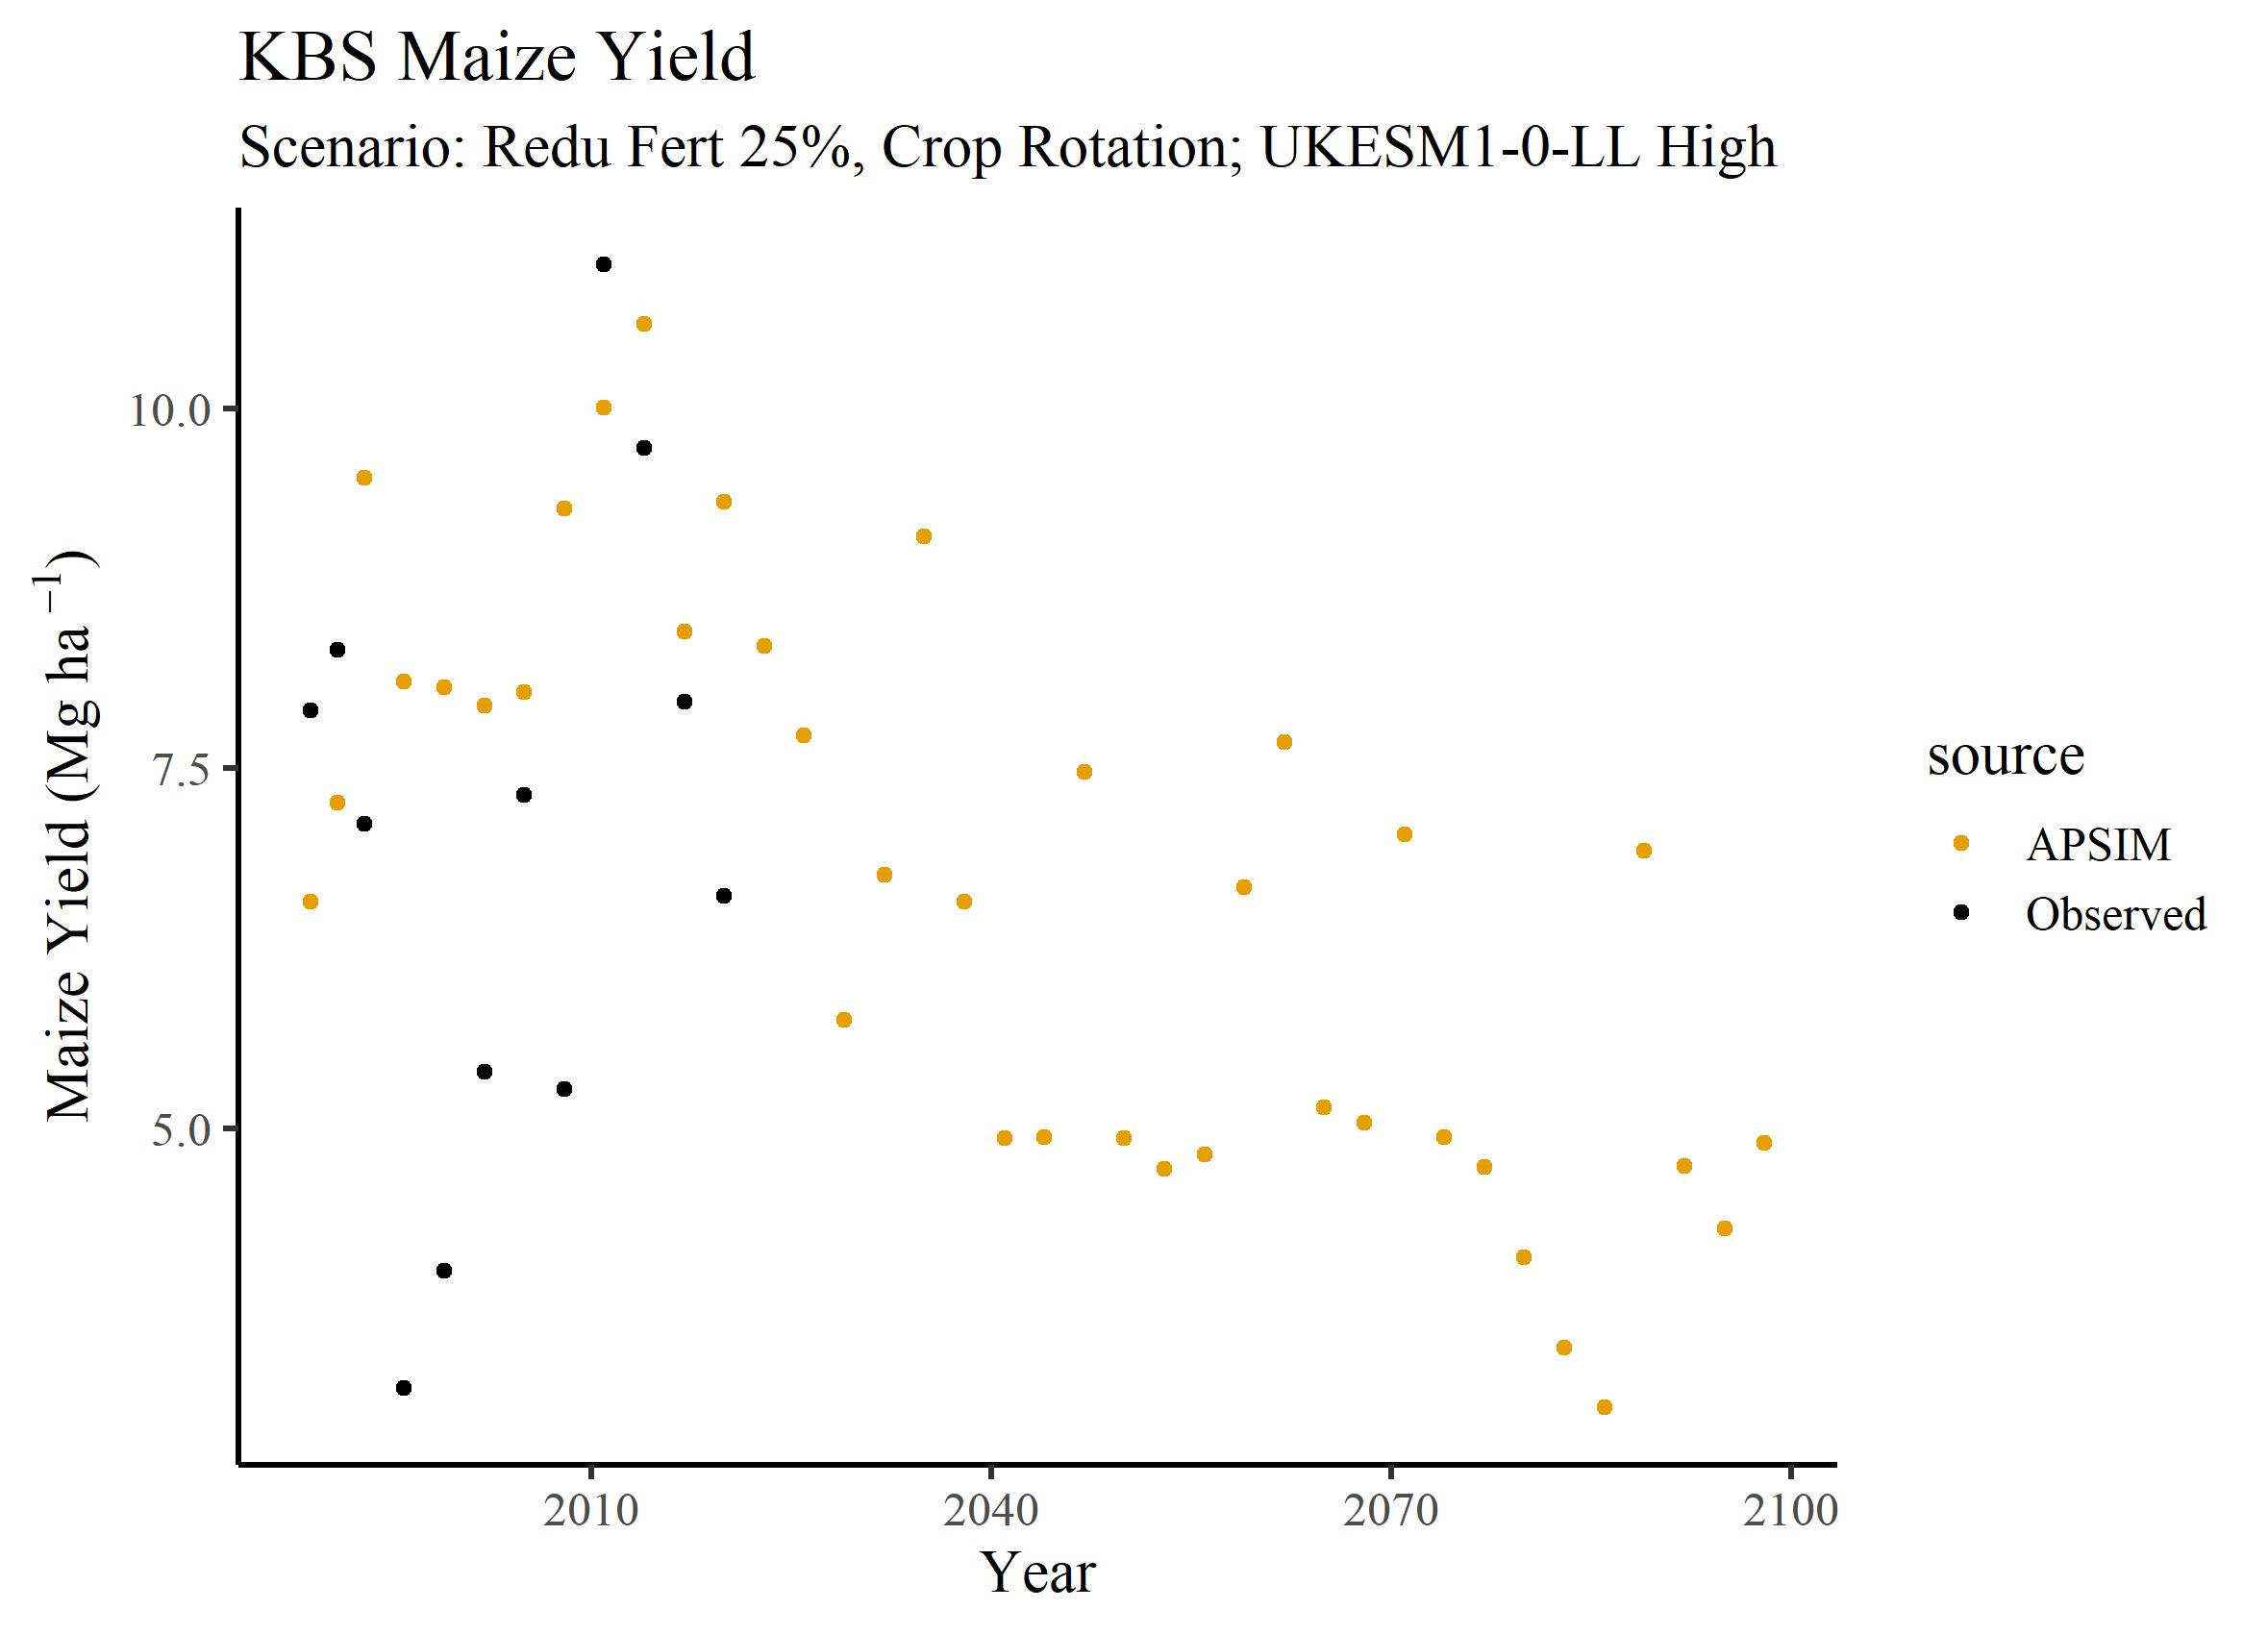 KBS Maize Yield
Scenario: Redu Fert 25%, Crop Rotation; UKESM1-0-LL High
Maize Yield (Mg ha −1)
10.0
7.5
5.0
2010
2040
2070
2100
Year
source
APSIM
Observed